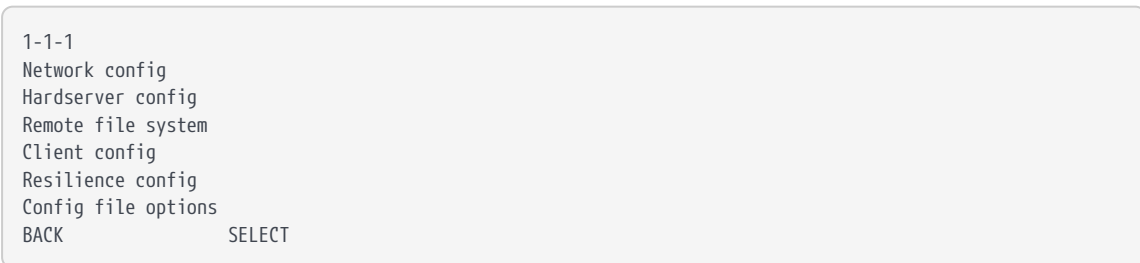 1-1-1
Network config
Hardserver config
Remote file system
Client config
Resilience config
Config file options
BACK SELECT